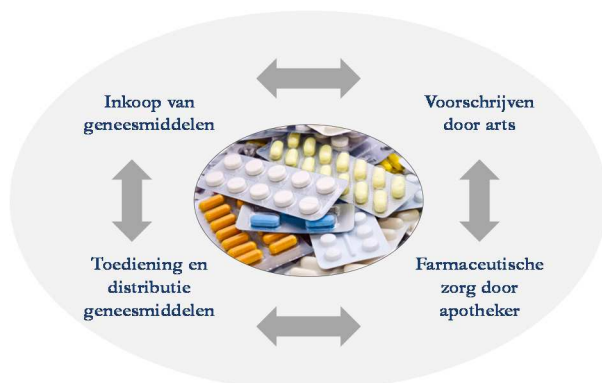 Inkoop van
geneesmiddelen
Voorschrijven
door arts
Toediening en
distributie
geneesmiddelen
Farmaceutische
zorg door
apotheker